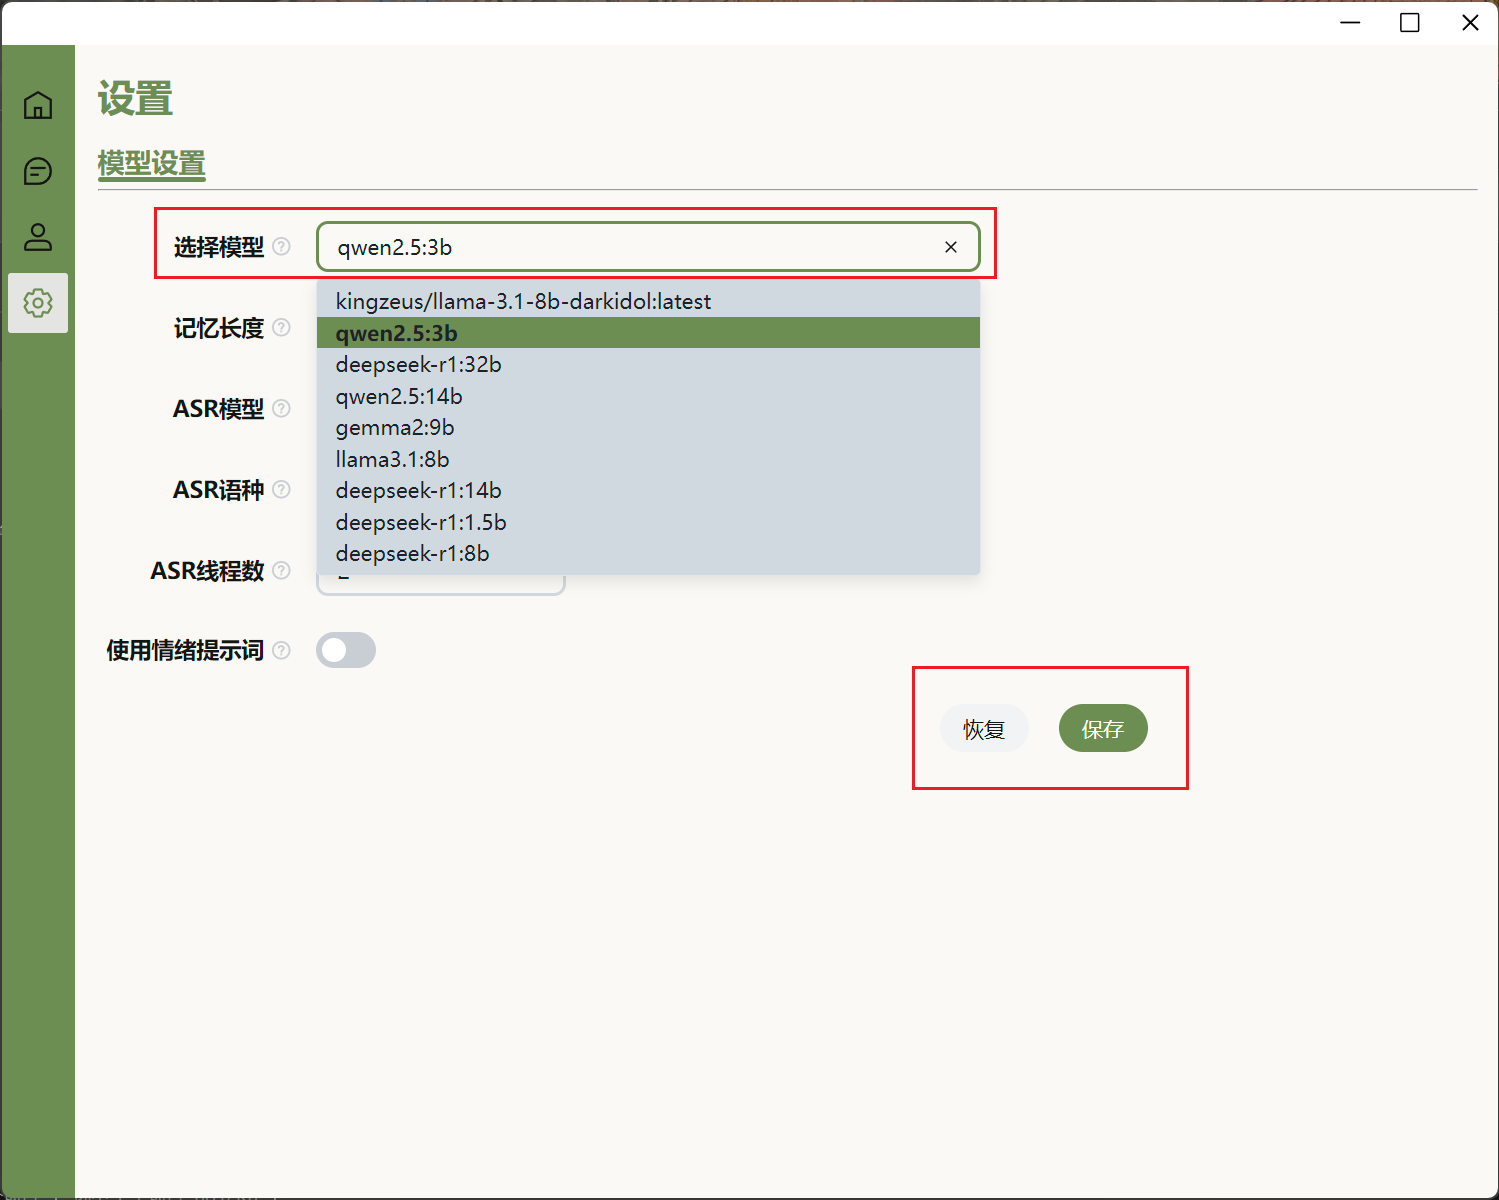 设置
模型设置
选择模型
qwen2.5:3b
kingzeus/llama-3.1-8b-darkidol:latest
qwen2.5:3b
deepseek-r1:32b
qwen2.5:14b
gemma2:9b
llama3.1:8b
deepseek-r1:14b
deepseek-r1:1.5b
deepseek-r1:8b
记忆长度
ASR模型
ASR语种
ASR线程数
使用情绪提示词
恢复
保存